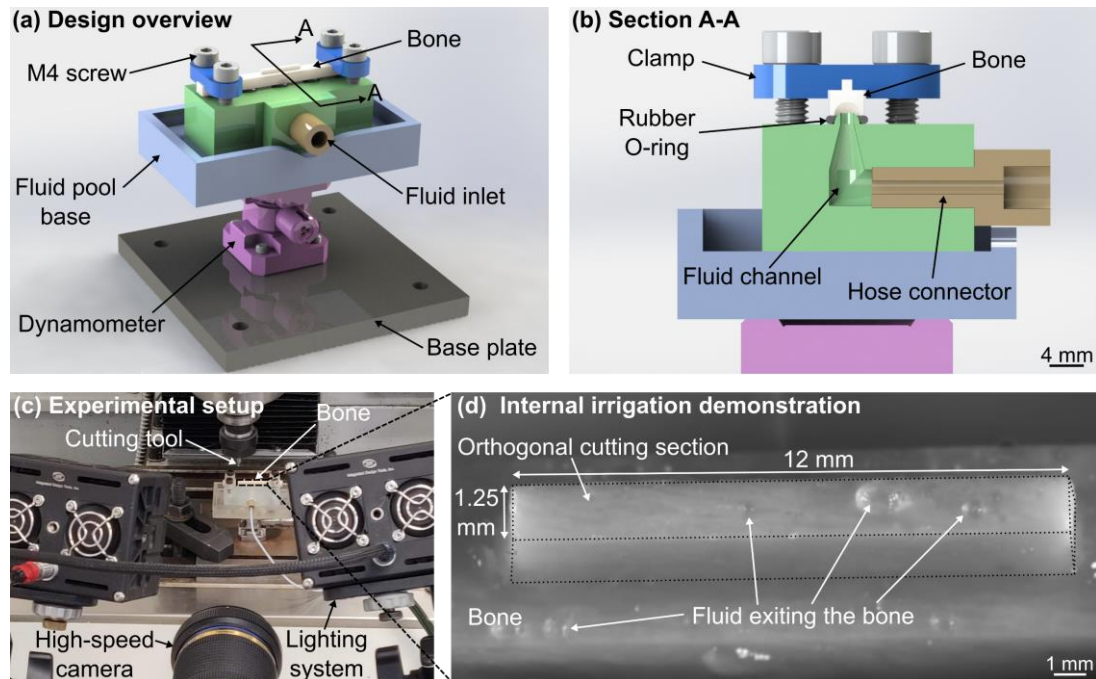 (a) Design overview
A
Bone
M4 screw
A
Fluid pool
base
Fluid inlet
Dynamometer
Base plate
(b) Section A-A
Clamp
Bone
Rubber
O-ring
Fluid channel
Hose connector
4 mm
(c) Experimental setup
Bone
Cutting tool
High-speed
camera
Lighting
system
(d) Internal irrigation demonstration
Orthogonal cutting section
12 mm
1.25
mm
Bone
Fluid exiting the bone
1 mm